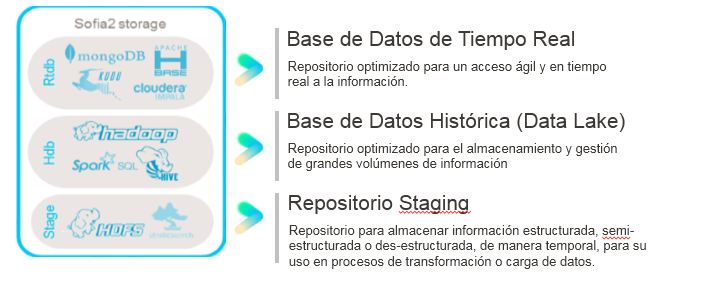 Sofia2 storage
Rtdb
mongoDB
APACHE
HBASE
KUDU
cloudera
IMPALA
Base de Datos de Tiempo Real
Repositorio optimizado para un acceso ágil y en tiempo
real a la información.
Hdb
hadoop
Spark SQL
HIVE
Base de Datos Histórica (Data Lake)
Repositorio optimizado para el almacenamiento y gestión
de grandes volúmenes de información
Stage
HDFS
Repositorio Staging
Repositorio para almacenar información estructurada, semi-
estructurada o des-estructurada, de manera temporal, para su
uso en procesos de transformación o carga de datos.